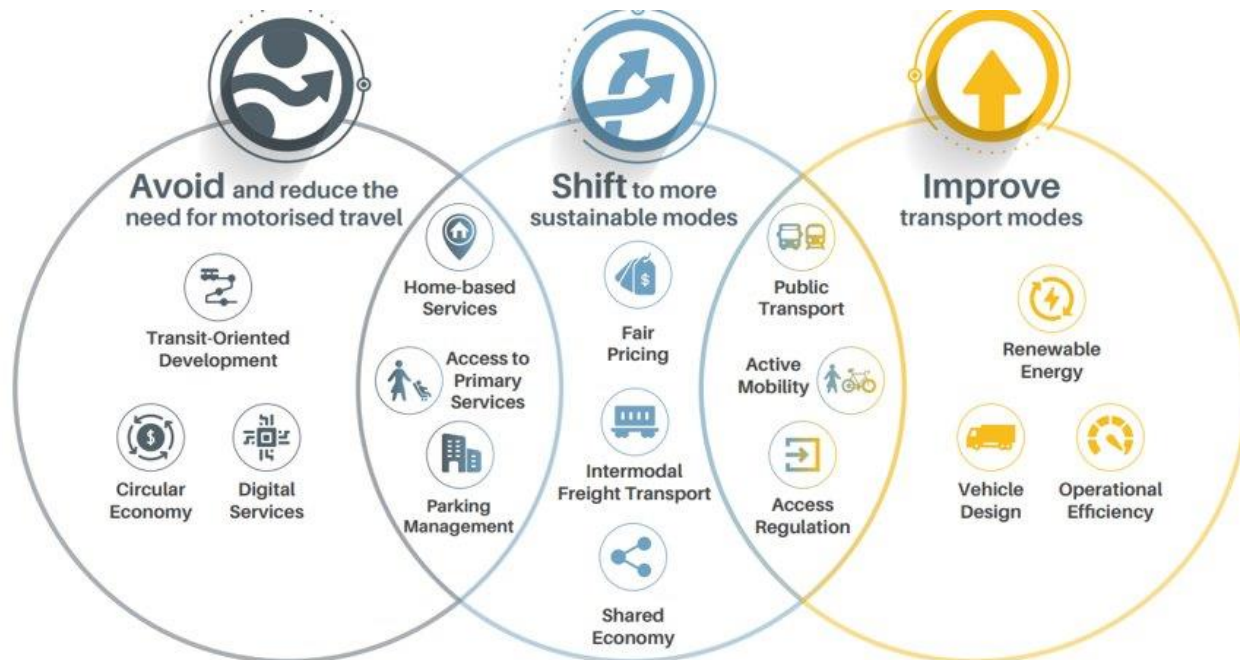 Avoid and reduce the
need for motorised travel
Transit-Oriented
Development
Circular
Economy
Digital
Services
Home-based
Services
Access to
Primary
Services
Parking
Management
Shift to more
sustainable modes
Fair
Pricing
Intermodal
Freight Transport
Shared
Economy
Public
Transport
Active
Mobility
Access
Regulation
Improve
transport modes
Renewable
Energy
Vehicle
Design
Operational
Efficiency